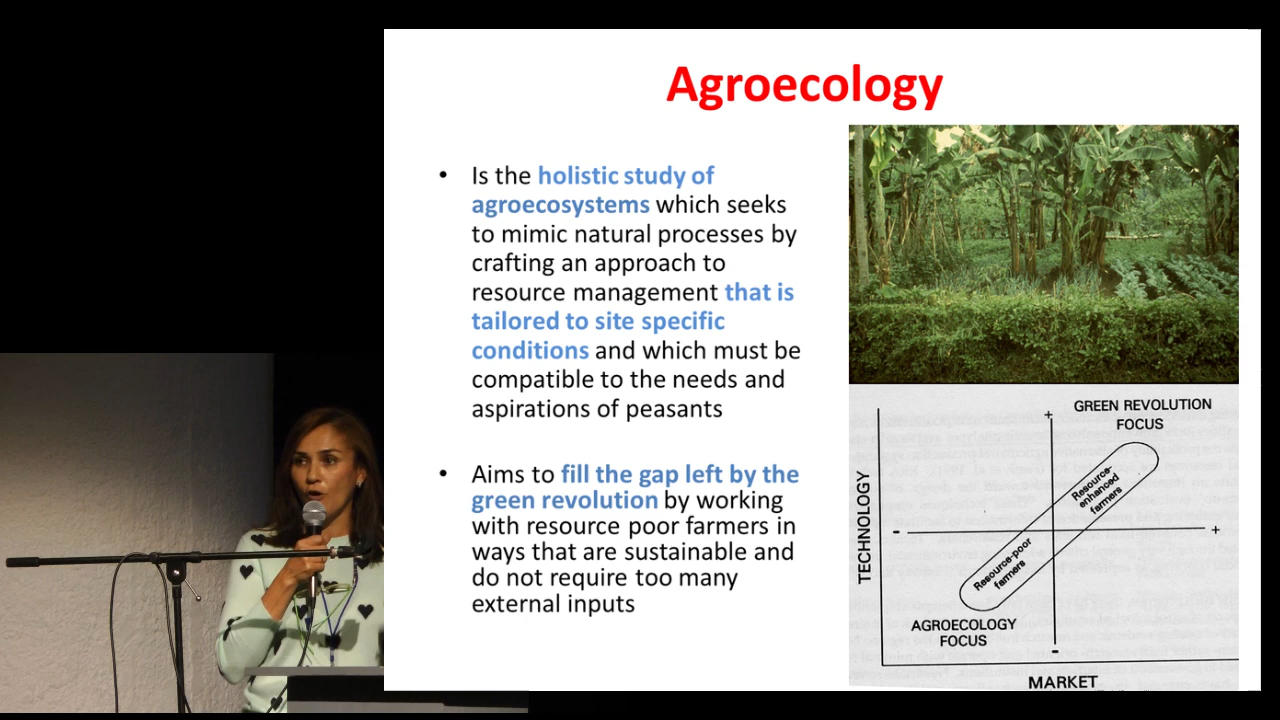 Agroecology
• Is the holistic study of
agroecosystems which seeks
to mimic natural processes by
crafting an approach to
resource management that is
tailored to site specific
conditions and which must be
compatible to the needs and
aspirations of peasants
• Aims to fill the gap left by the
green revolution by working
with resource poor farmers in
ways that are sustainable and
do not require too many
external inputs
GREEN REVOLUTION
FOCUS
+
TECHNOLOGY
Resource-
enhanced
farmers
-
+
Resource-poor
farmers
AGROECOLOGY
FOCUS
-
MARKET